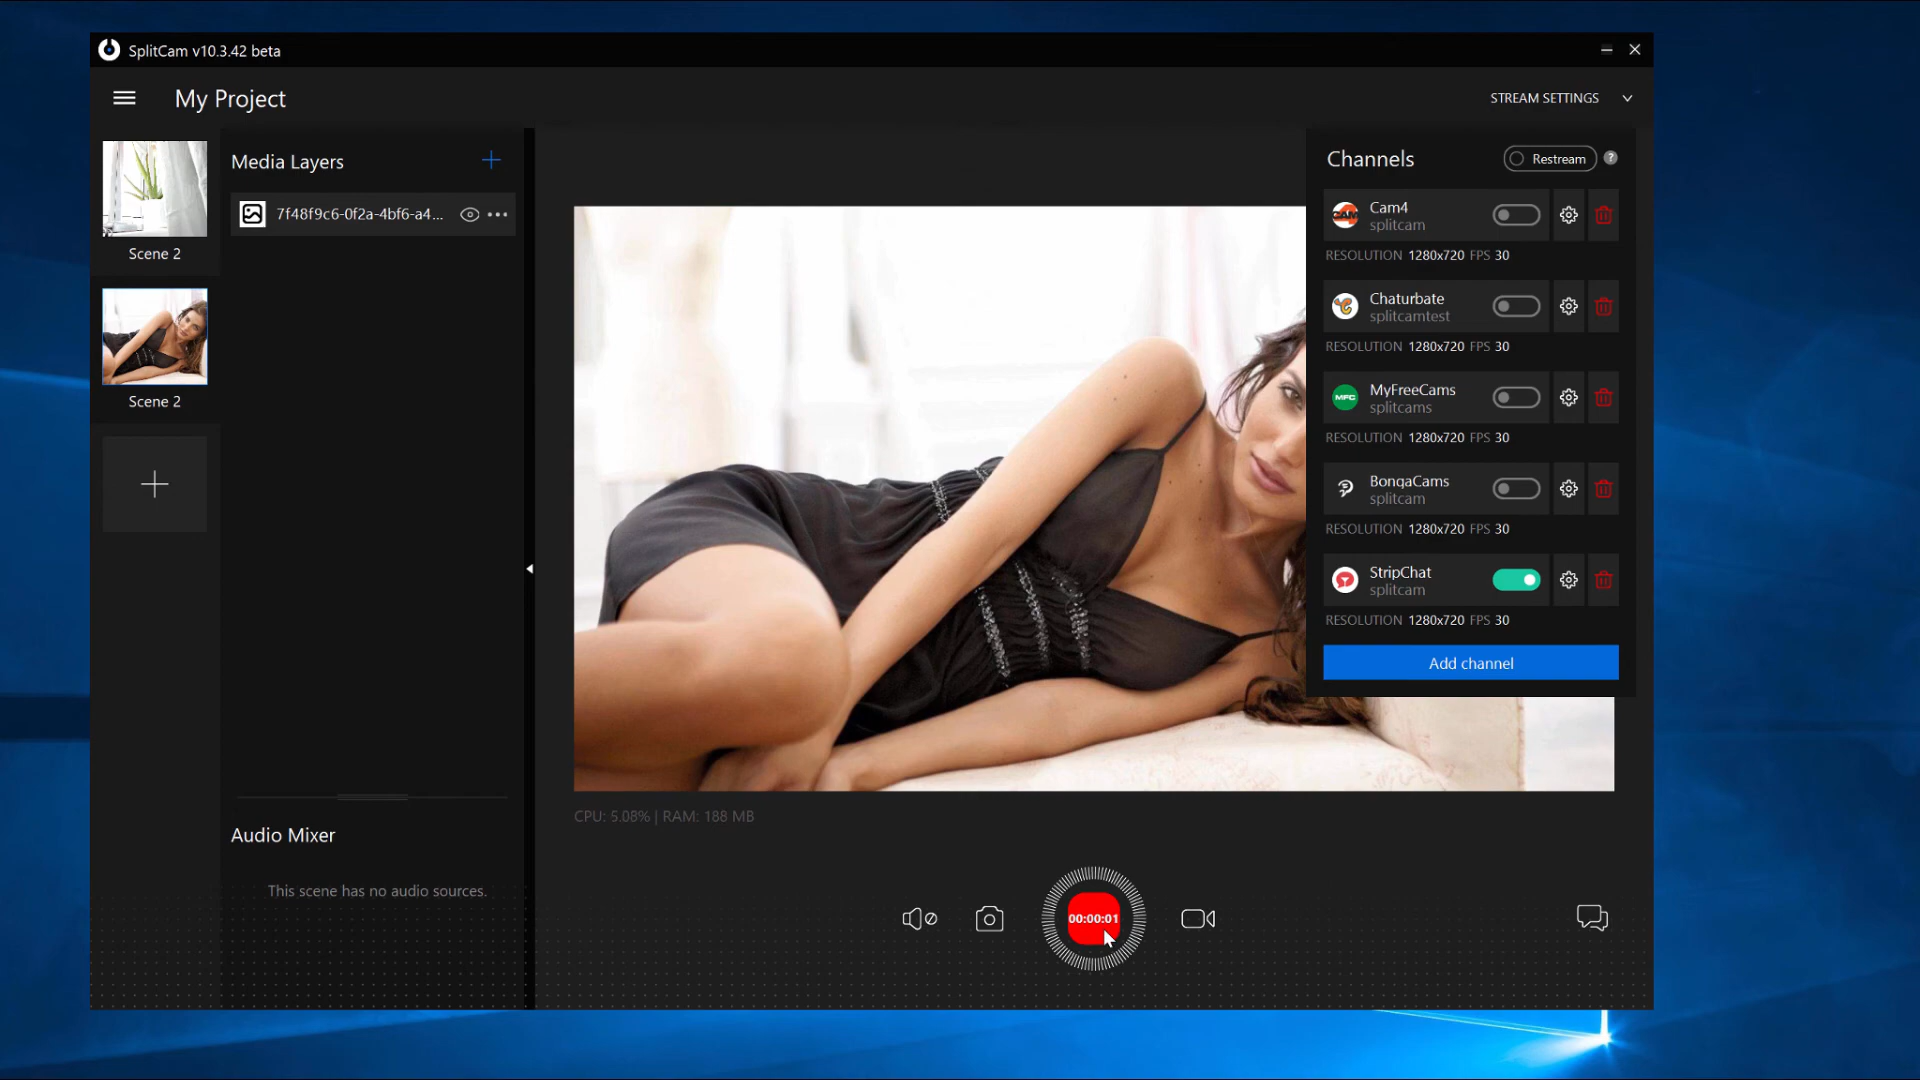 SplitCam v10.3.42 beta
My Project
STREAM SETTINGS
Scene 2
Scene 2
Media Layers
7f48f9c6-0f2a-4bf6-a4...
Audio Mixer
This scene has no audio sources.
CPU: 5.08% | RAM: 188 MB
00:00:01
Channels
Restream
?
CAM
Cam4
splitcam
RESOLUTION 1280x720 FPS 30
Chaturbate
splitcamtest
RESOLUTION 1280x720 FPS 30
MFC
MyFreeCams
splitcams
RESOLUTION 1280x720 FPS 30
BongaCams
splitcam
RESOLUTION 1280x720 FPS 30
StripChat
splitcam
RESOLUTION 1280x720 FPS 30
Add channel